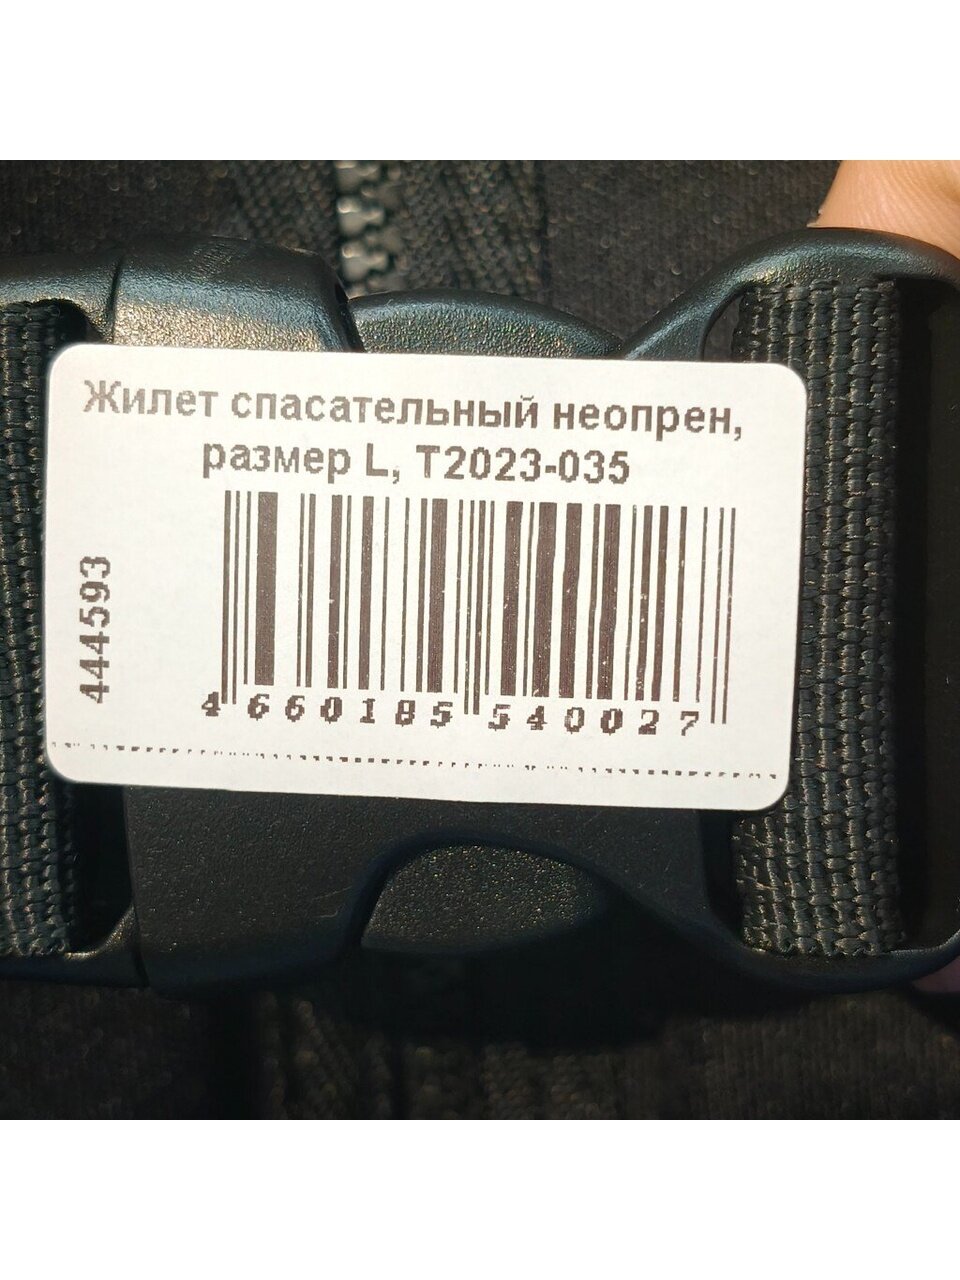 Жилет спасательный неопрен,
размер L, T2023-035
444593
4 660185 540027